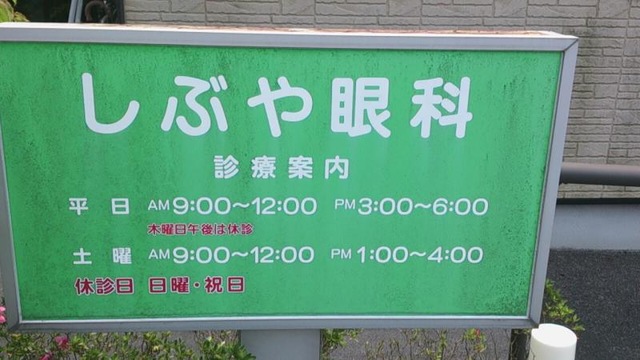 しぶや眼科
診療案内
平日 AM9:00〜12:00 PM3:00〜6:00
木曜日午後は休診
土曜 AM9:00〜12:00 PM1:00〜4:00
休診日 日曜・祝日